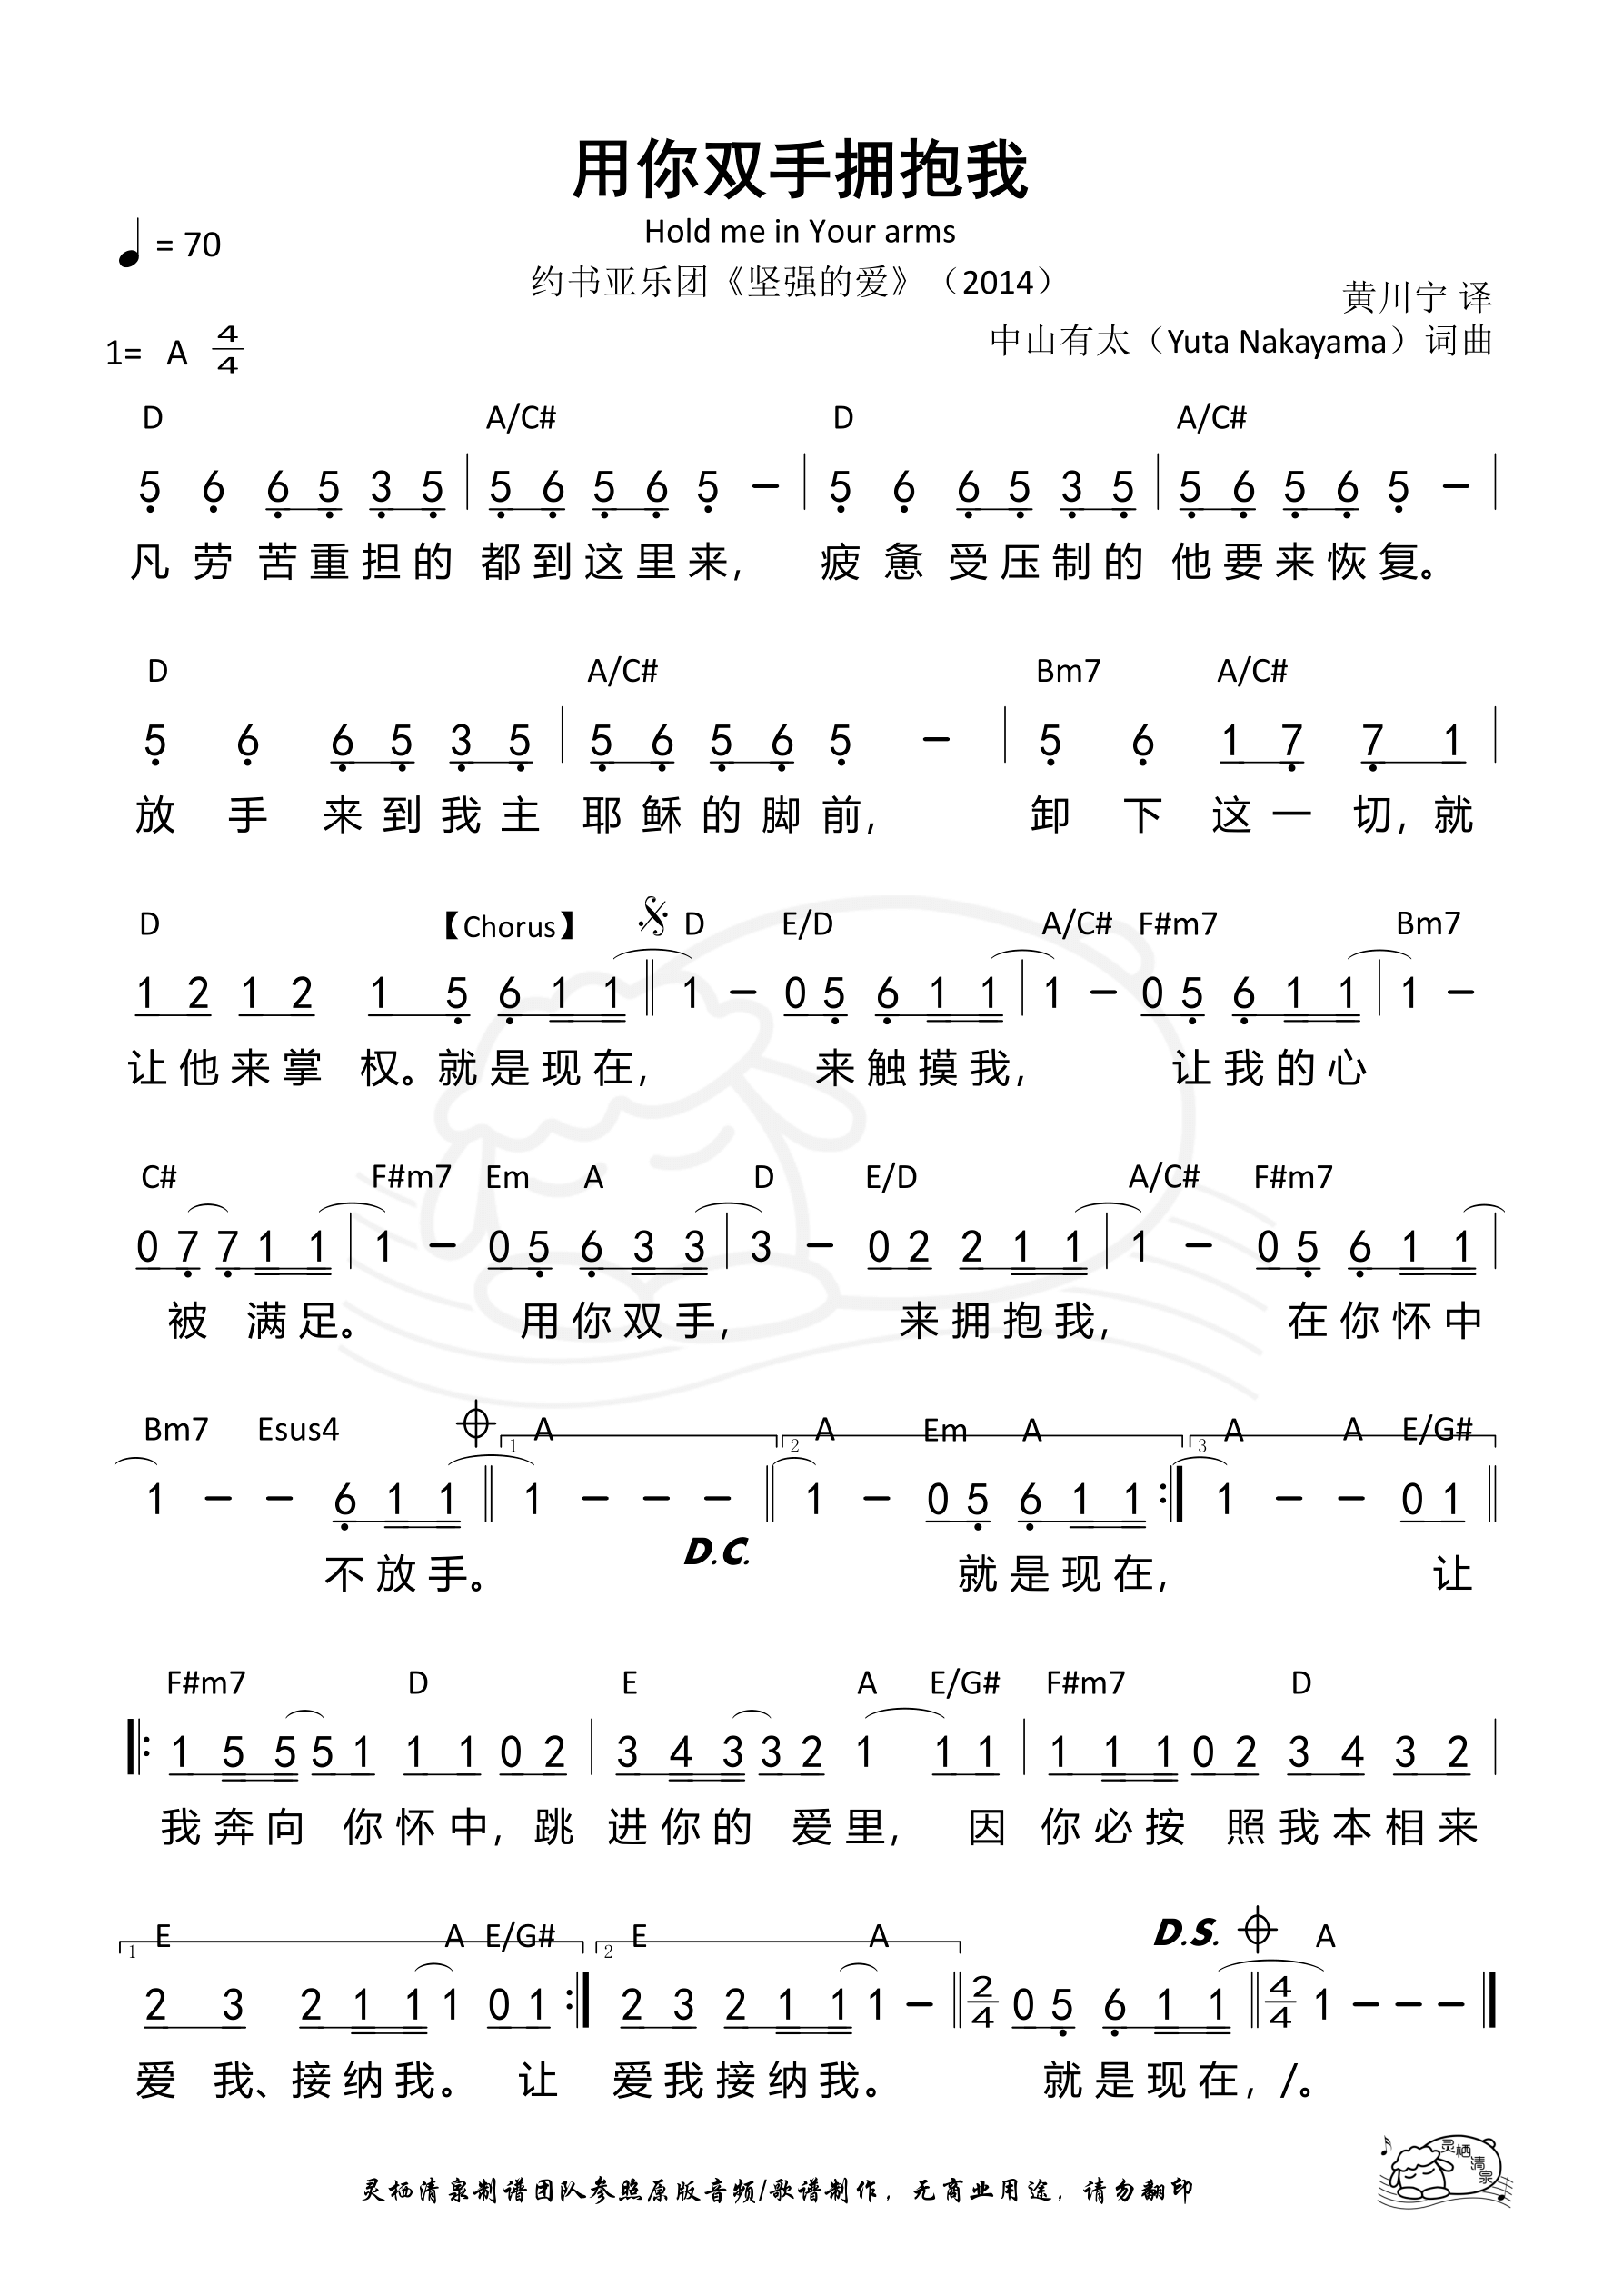 用你双手拥抱我
Hold me in Your arms
♩ = 70
约书亚乐团《坚强的爱》（2014）
黄川宁 译
1= A 4/4
中山有太（Yuta Nakayama）词曲
D A/C# D A/C#
5 6 6 5 3 5 | 5 6 5 6 5 – | 5 6 6 5 3 5 | 5 6 5 6 5 – |
凡劳苦重担的 都到这里来， 疲惫受压制的 他要来恢复。
D A/C# Bm7 A/C#
5 6 6 5 3 5 | 5 6 5 6 5 – | 5 6 1 7 7 1 |
放手来到我主 耶稣的脚前， 卸下这一切，就
D 【Chorus】 D E/D A/C# F#m7 Bm7
1 2 1 2 1 5 6 1 1 || 1 – 0 5 6 1 1 | 1 – 0 5 6 1 1 | 1 –
让他来掌 权。就是现在， 来触摸我， 让我的心
C# F#m7 Em A D E/D A/C# F#m7
0 7 7 1 1 | 1 – 0 5 6 3 3 | 3 – 0 2 2 1 1 | 1 – 0 5 6 1 1 |
被 满足。 用你双手， 来拥抱我， 在你怀中
Bm7 Esus4 1 A 2 A Em A 3 A A E/G#
1 – – 6 1 1 || 1 – – – || 1 – 0 5 6 1 1 :| 1 – – 0 1 ||
D.C.
不放手。 就是现在， 让
F#m7 D E A E/G# F#m7 D
|: 1 5 5 5 1 1 1 0 2 | 3 4 3 3 2 1 1 1 | 1 1 1 0 2 3 4 3 2 |
我奔向 你怀中，跳 进你的 爱里， 因 你必按 照我本相来
1 E A E/G# 2 E A D.S. A
2 3 2 1 1 1 0 1 :| 2 3 2 1 1 1 – || 2/4 0 5 6 1 1 || 4/4 1 – – – ||
爱 我、接纳我。 让 爱我接纳我。 就是现在，/。
灵栖清泉
灵栖清泉制谱团队参照原版音频/歌谱制作，无商业用途，请勿翻印